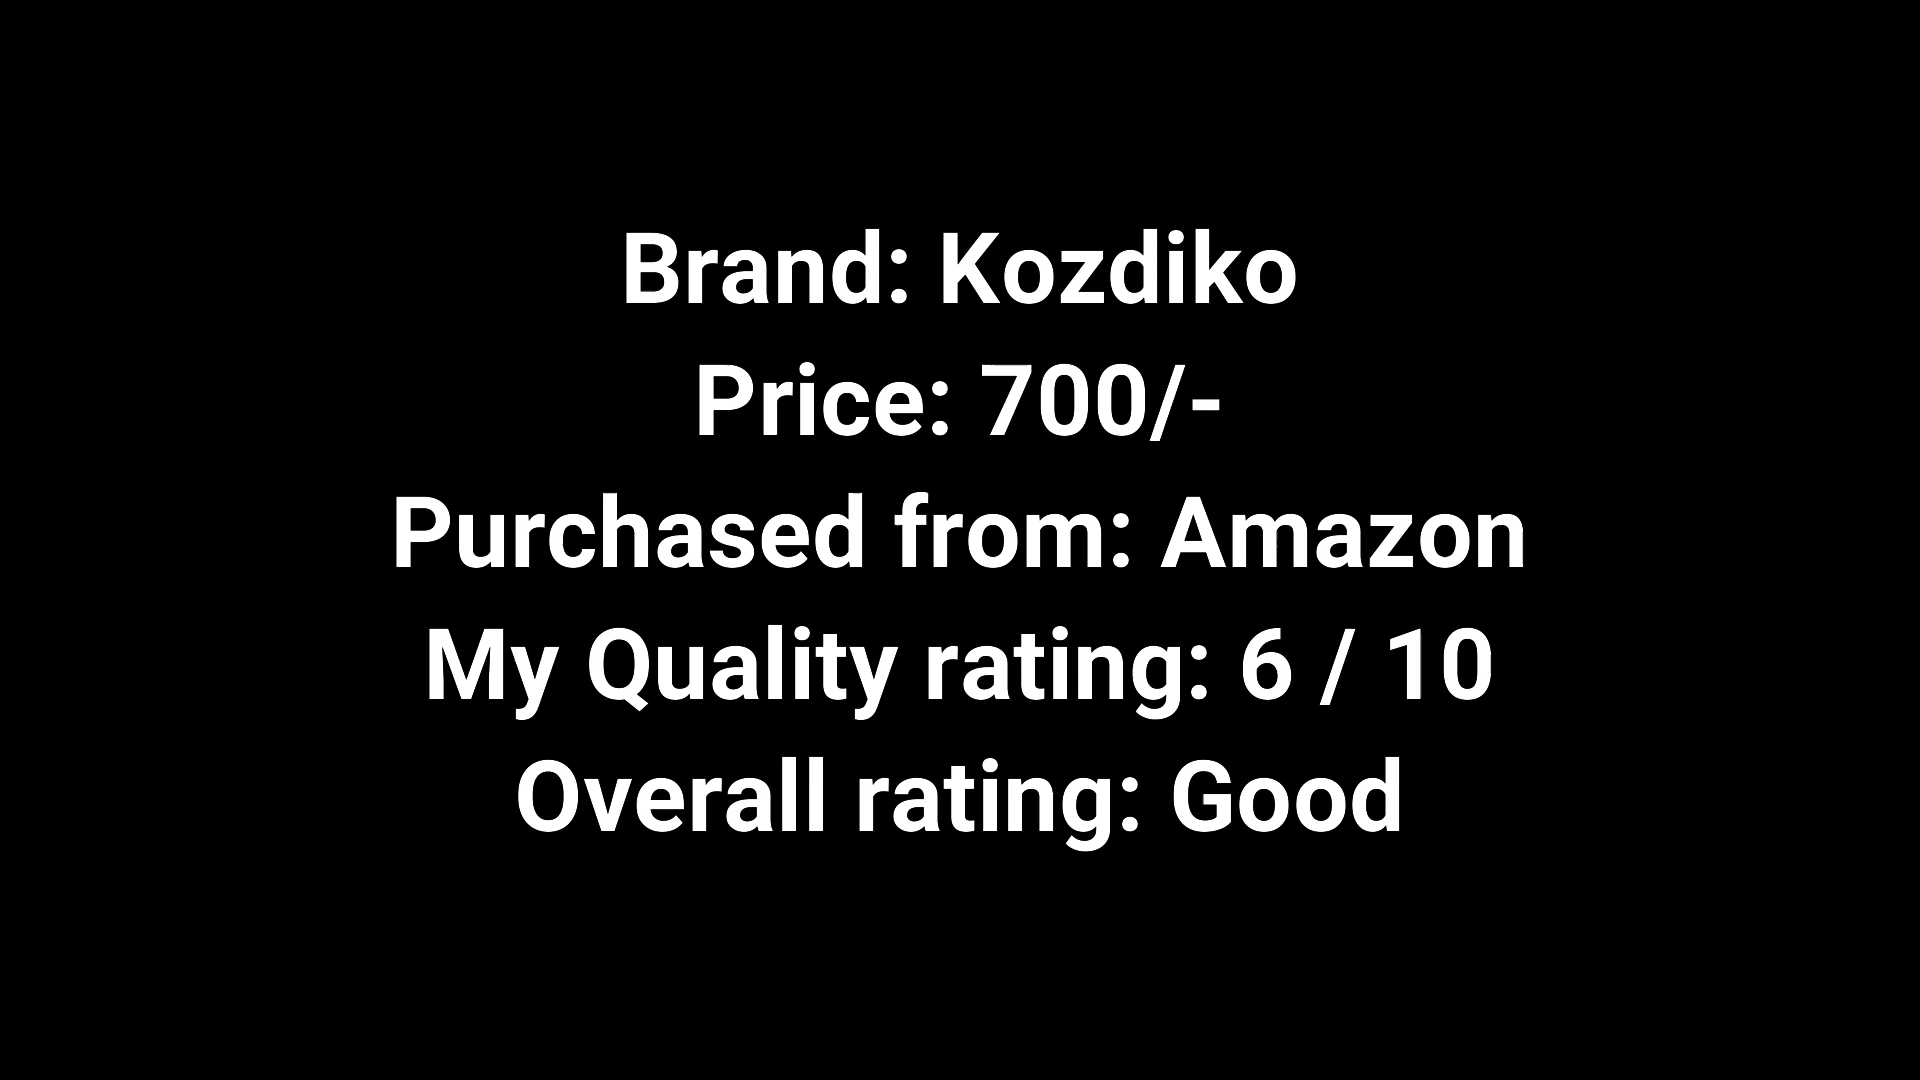 Brand: Kozdiko
Price: 700/-
Purchased from: Amazon
My Quality rating: 6 / 10
Overall rating: Good